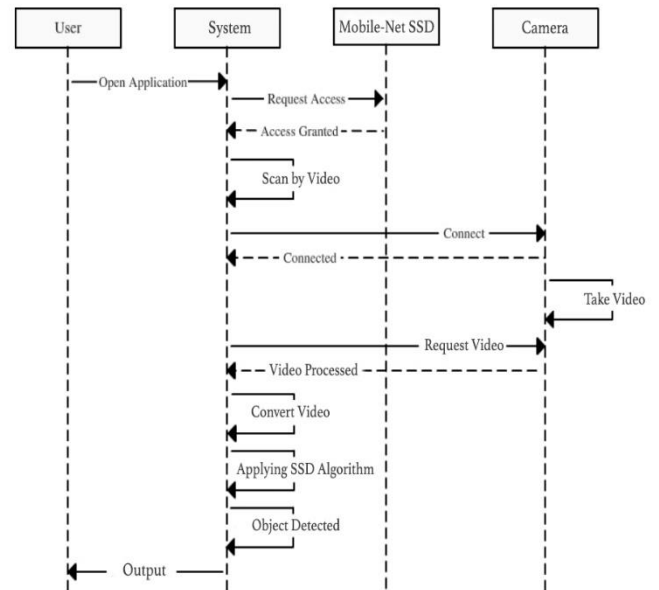 User
System
Mobile-Net SSD
Camera
Open Application
Request Access
Access Granted
Scan by Video
Connect
Connected
Take Video
Request Video
Video Processed
Convert Video
Applying SSD Algorithm
Object Detected
Output